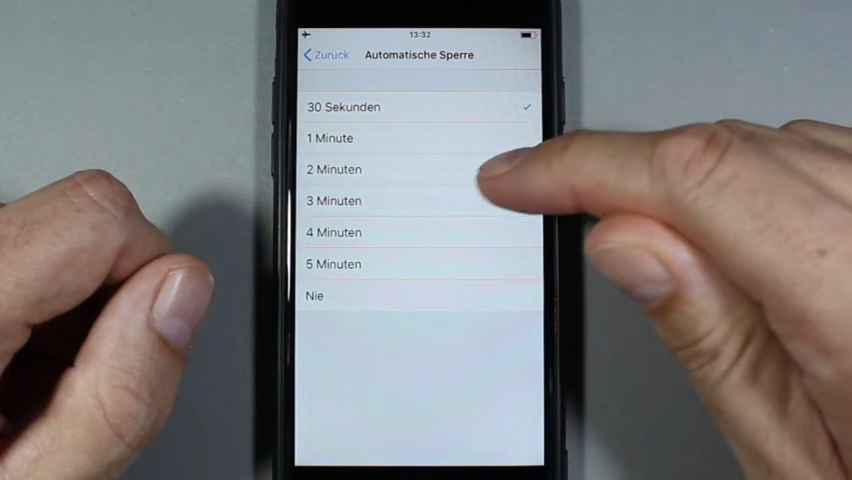 13:32
Zurück Automatische Sperre
30 Sekunden
1 Minute
2 Minuten
3 Minuten
4 Minuten
5 Minuten
Nie